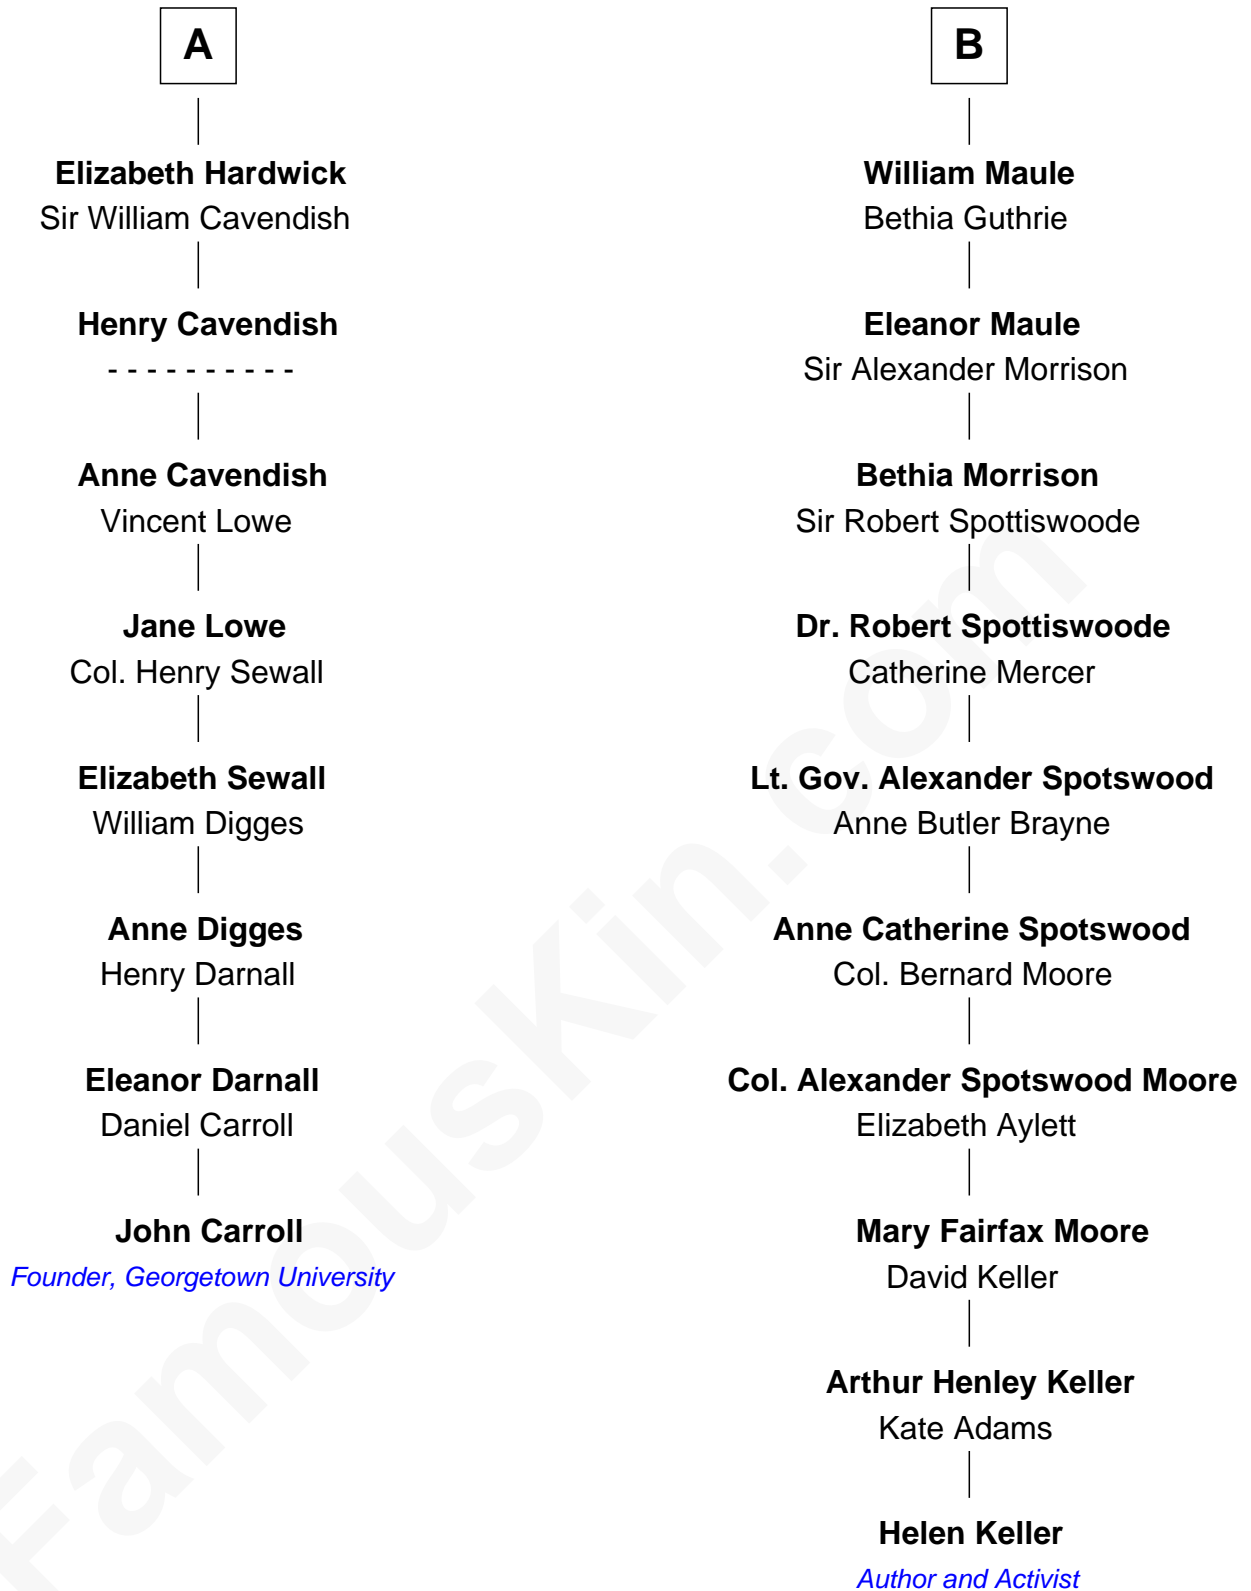 A
Elizabeth Hardwick
Sir William Cavendish
Henry Cavendish
- - - - - - - - - -
Anne Cavendish
Vincent Lowe
Jane Lowe
Col. Henry Sewall
Elizabeth Sewall
William Digges
Anne Digges
Henry Darnall
Eleanor Darnall
Daniel Carroll
John Carroll
Founder, Georgetown University
B
William Maule
Bethia Guthrie
Eleanor Maule
Sir Alexander Morrison
Bethia Morrison
Sir Robert Spottiswoode
Dr. Robert Spottiswoode
Catherine Mercer
Lt. Gov. Alexander Spotswood
Anne Butler Brayne
Anne Catherine Spotswood
Col. Bernard Moore
Col. Alexander Spotswood Moore
Elizabeth Aylett
Mary Fairfax Moore
David Keller
Arthur Henley Keller
Kate Adams
Helen Keller
Author and Activist
FamousKin.com